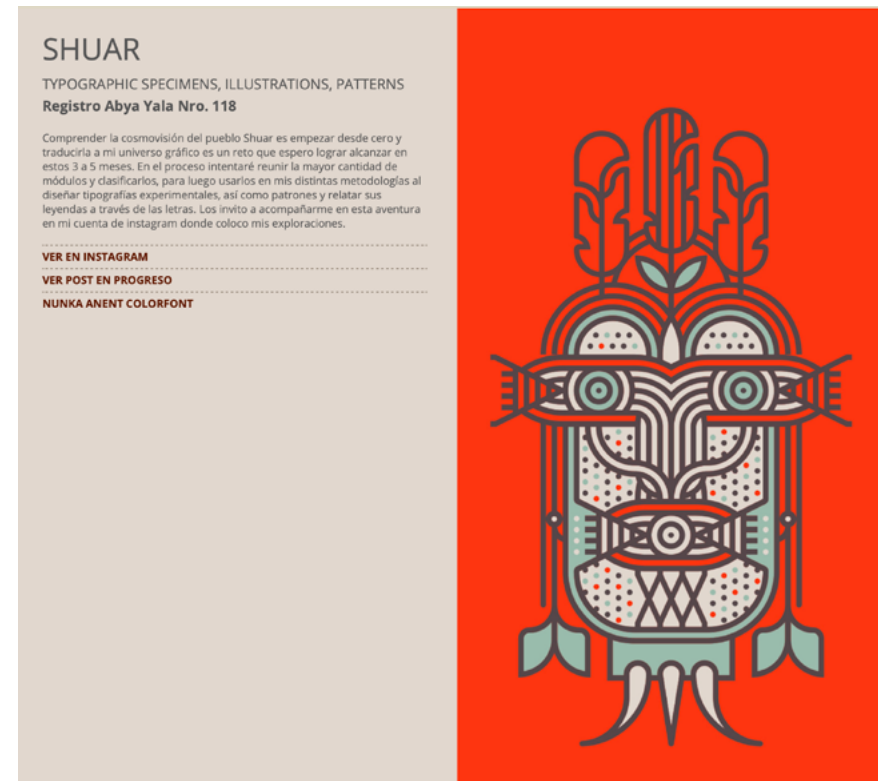 SHUAR
TYPOGRAPHIC SPECIMENS, ILLUSTRATIONS, PATTERNS
Registro Abya Yala Nro. 118
Comprender la cosmovisión del pueblo Shuar es empezar desde cero y
traducirla a mi universo gráfico es un reto que espero lograr alcanzar en
estos 3 a 5 meses. En el proceso intentaré reunir la mayor cantidad de
módulos y clasificarlos, para luego usarlos en mis distintas metodologías al
diseñar tipografías experimentales, así como patrones y relatar sus
leyendas a través de las letras. Los invito a acompañarme en esta aventura
en mi cuenta de instagram donde coloco mis exploraciones.
VER EN INSTAGRAM
VER POST EN PROGRESO
NUNKA ANENT COLORFONT